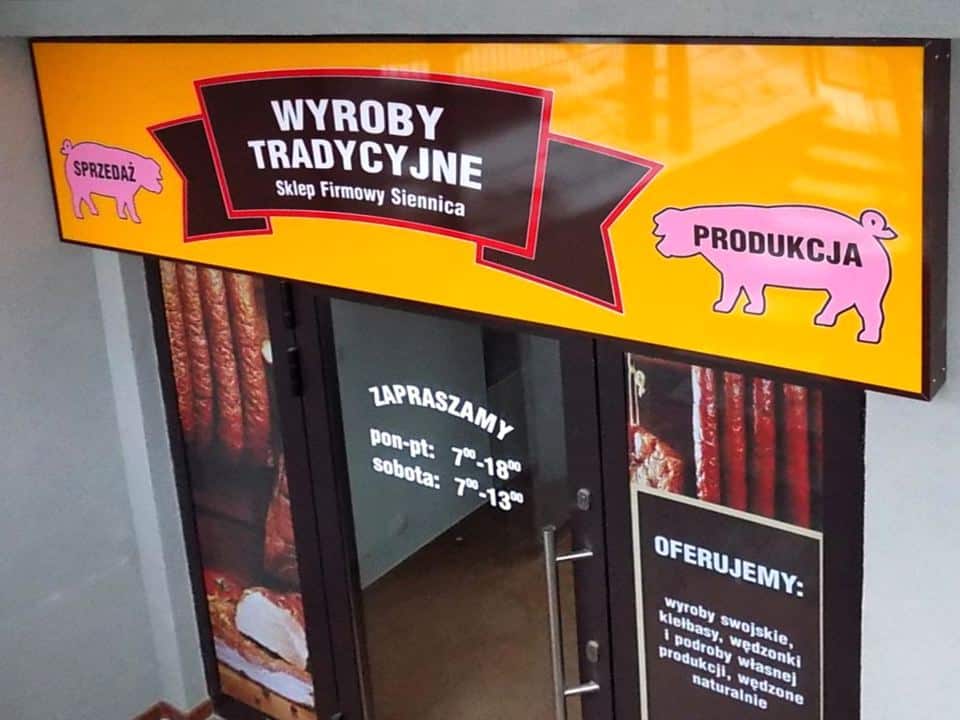 WYROBY
TRADYCYJNE
Sklep Firmowy Siennica
SPRZEDAŻ
PRODUKCJA
ZAPRASZAMY
pon-pt: 7⁰⁰-18⁰⁰
sobota: 7⁰⁰-13⁰⁰
OFERUJEMY:
wyroby swojskie,
kiełbasy, wędzonki
i podroby własnej
produkcji, wędzone
naturalnie